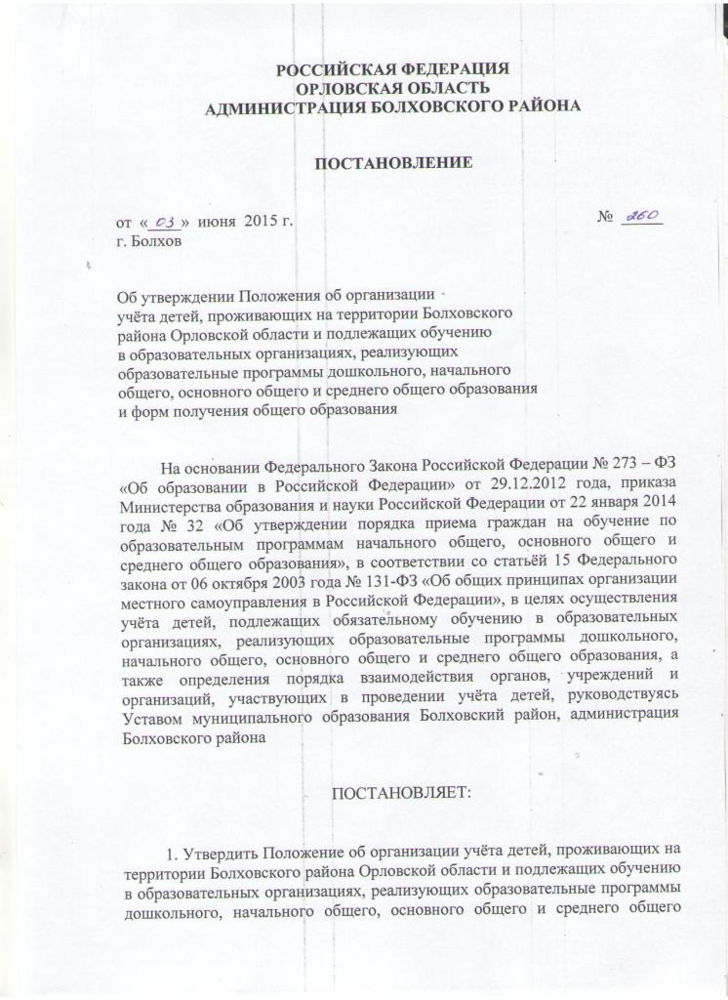 РОССИЙСКАЯ ФЕДЕРАЦИЯ
ОРЛОВСКАЯ ОБЛАСТЬ
АДМИНИСТРАЦИЯ БОЛХОВСКОГО РАЙОНА
ПОСТАНОВЛЕНИЕ
от «03» июня 2015 г. № 260
г. Болхов
Об утверждении Положения об организации
учёта детей, проживающих на территории Болховского
района Орловской области и подлежащих обучению
в образовательных организациях, реализующих
образовательные программы дошкольного, начального
общего, основного общего и среднего общего образования
и форм получения общего образования
На основании Федерального Закона Российской Федерации № 273 – ФЗ
«Об образовании в Российской Федерации» от 29.12.2012 года, приказа
Министерства образования и науки Российской Федерации от 22 января 2014
года № 32 «Об утверждении порядка приема граждан на обучение по
образовательным программам начального общего, основного общего и
среднего общего образования», в соответствии со статьёй 15 Федерального
закона от 06 октября 2003 года № 131-ФЗ «Об общих принципах организации
местного самоуправления в Российской Федерации», в целях осуществления
учёта детей, подлежащих обязательному обучению в образовательных
организациях, реализующих образовательные программы дошкольного,
начального общего, основного общего и среднего общего образования, а
также определения порядка взаимодействия органов, учреждений и
организаций, участвующих в проведении учёта детей, руководствуясь
Уставом муниципального образования Болховский район, администрация
Болховского района
ПОСТАНОВЛЯЕТ:
1. Утвердить Положение об организации учёта детей, проживающих на
территории Болховского района Орловской области и подлежащих обучению
в образовательных организациях, реализующих образовательные программы
дошкольного, начального общего, основного общего и среднего общего